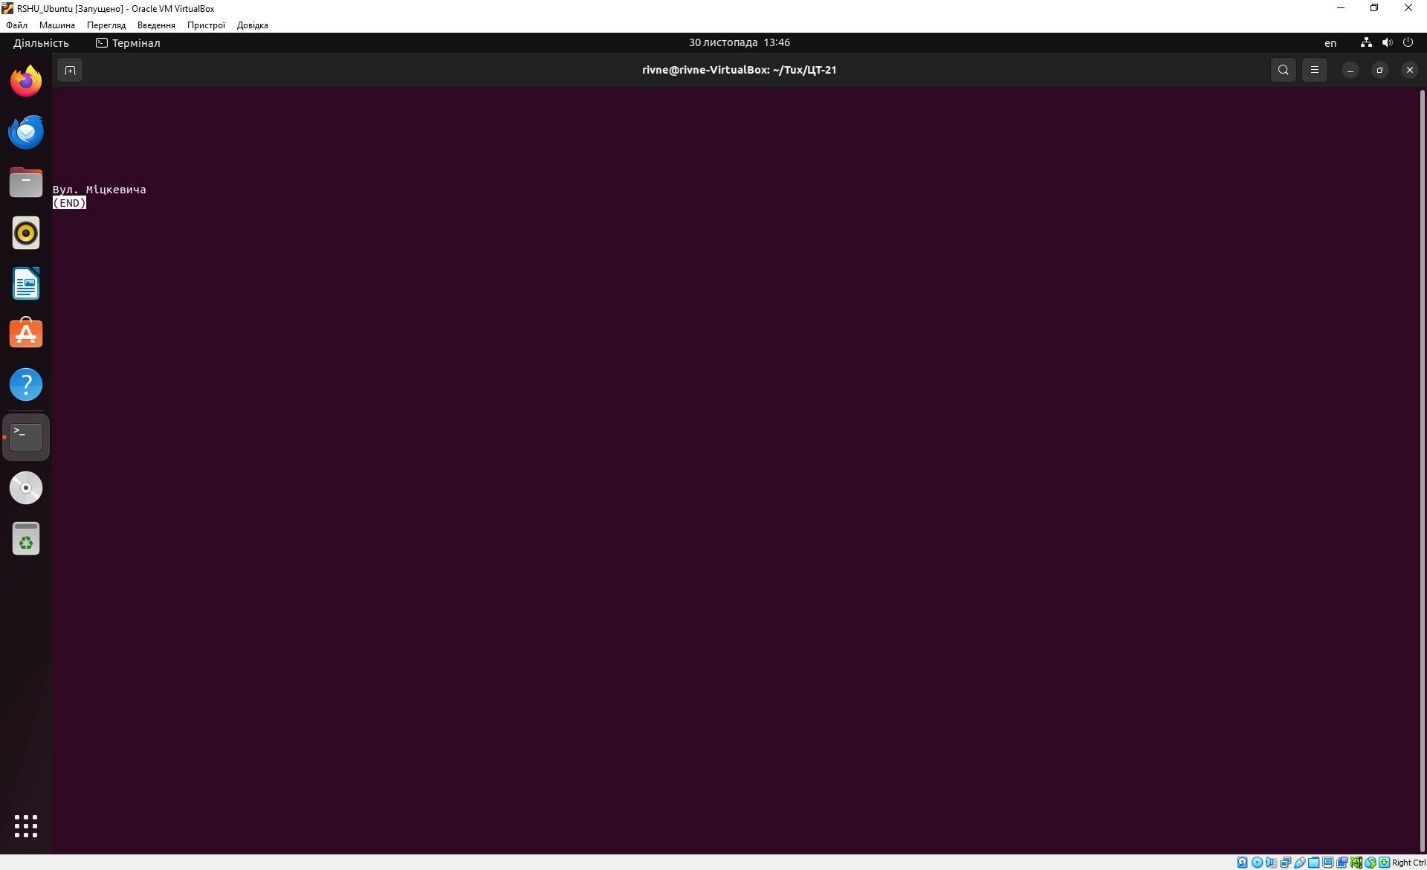 RSHU_Ubuntu [Запущено] - Oracle VM VirtualBox
Файл Машина Перегляд Введення Пристрої Довідка
Діяльність Термінал 30 листопада 13:46 en
rivne@rivne-VirtualBox: ~/Tux/ЦТ-21
Вул. Міцкевича
(END)
Right Ctrl